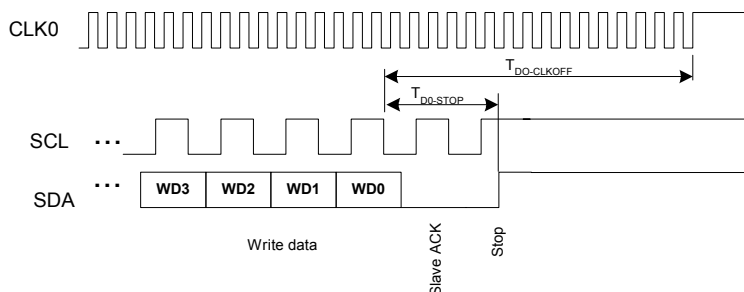 CLK0
TDO-CLKOFF
TD0-STOP
SCL ...
SDA ...
WD3 WD2 WD1 WD0
Write data
Slave ACK
Stop